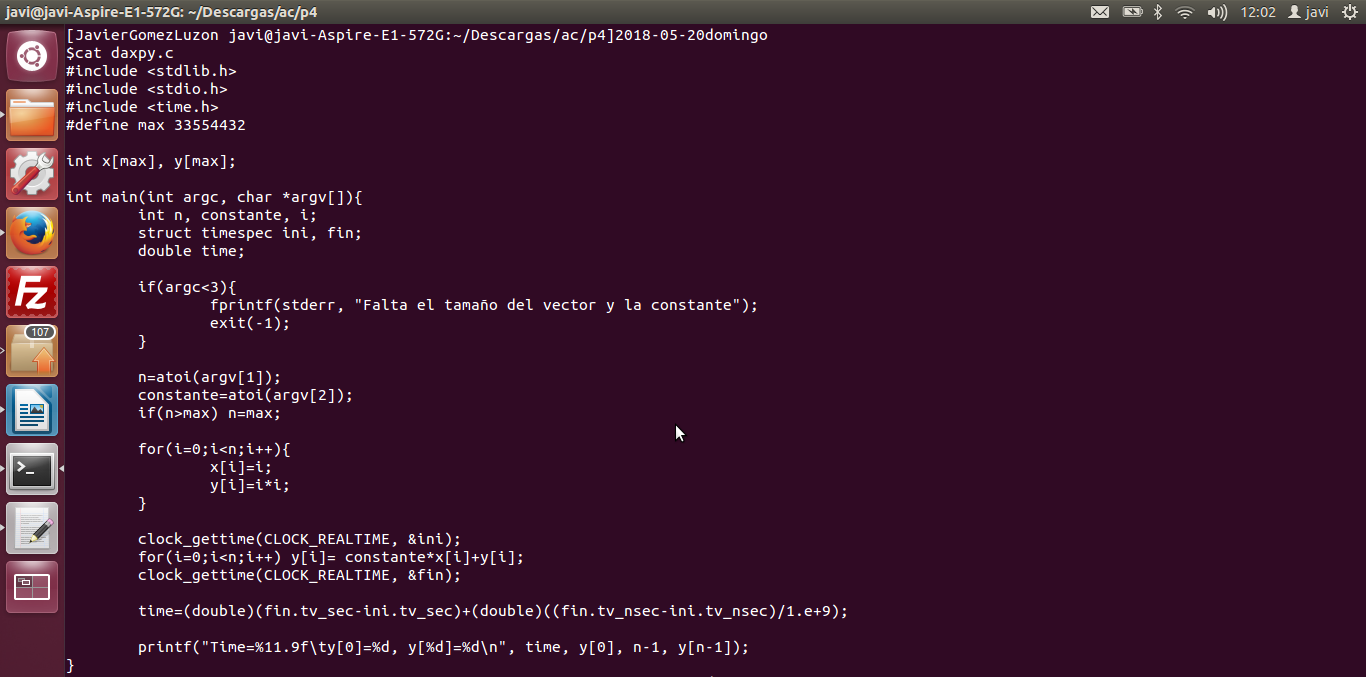 javi@javi-Aspire-E1-572G: ~/Descargas/ac/p4
12:02 javi
[JavierGomezLuzon javi@javi-Aspire-E1-572G:~/Descargas/ac/p4]2018-05-20domingo
$cat daxpy.c
#include <stdlib.h>
#include <stdio.h>
#include <time.h>
#define max 33554432
int x[max], y[max];
int main(int argc, char *argv[]){
int n, constante, i;
struct timespec ini, fin;
double time;
if(argc<3){
fprintf(stderr, "Falta el tamaño del vector y la constante");
exit(-1);
}
n=atoi(argv[1]);
constante=atoi(argv[2]);
if(n>max) n=max;
for(i=0;i<n;i++){
x[i]=i;
y[i]=i*i;
}
clock_gettime(CLOCK_REALTIME, &ini);
for(i=0;i<n;i++) y[i]= constante*x[i]+y[i];
clock_gettime(CLOCK_REALTIME, &fin);
time=(double)(fin.tv_sec-ini.tv_sec)+(double)((fin.tv_nsec-ini.tv_nsec)/1.e+9);
printf("Time=%11.9f\ty[0]=%d, y[%d]=%d\n", time, y[0], n-1, y[n-1]);
}
Fz
107
>_